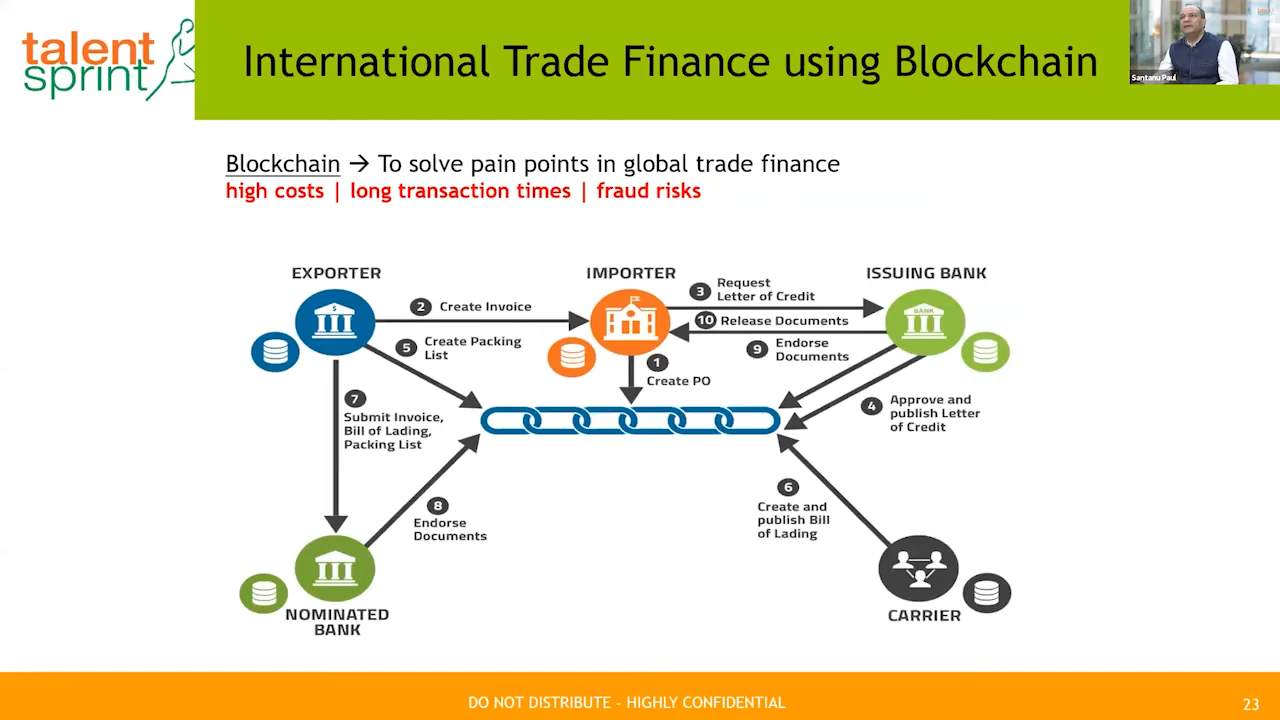 talent
sprint
International Trade Finance using Blockchain
Santanu Paul
Blockchain → To solve pain points in global trade finance
high costs | long transaction times | fraud risks
EXPORTER
IMPORTER
ISSUING BANK
2 Create Invoice
3 Request
Letter of Credit
10 Release Documents
$
BANK
5 Create Packing
List
9 Endorse
Documents
1
Create PO
7
Submit Invoice,
Bill of Lading,
Packing List
4 Approve and
publish Letter
of Credit
8
Endorse
Documents
6
Create and
publish Bill
of Lading
NOMINATED
BANK
CARRIER
DO NOT DISTRIBUTE - HIGHLY CONFIDENTIAL
23